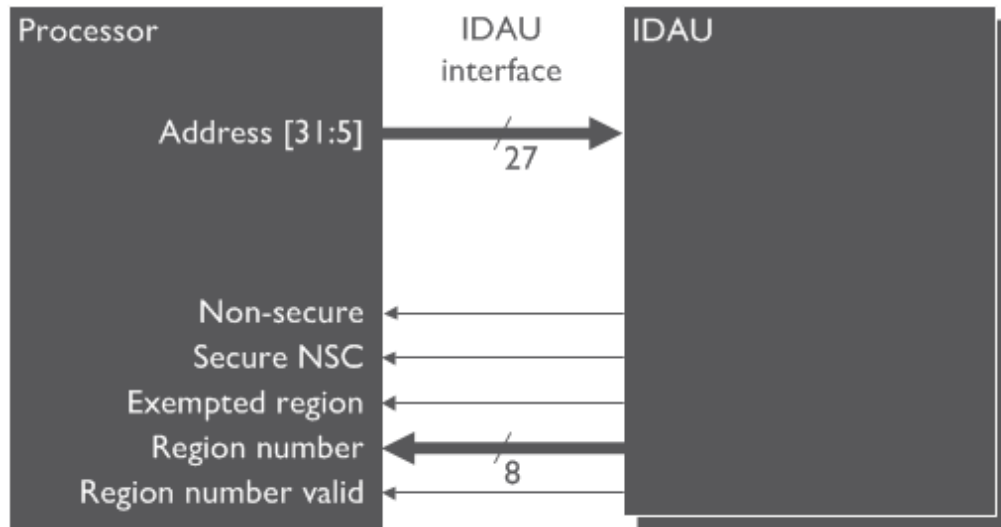 Processor
IDAU
interface
IDAU
Address [31:5]
27
Non-secure
Secure NSC
Exempted region
Region number
8
Region number valid